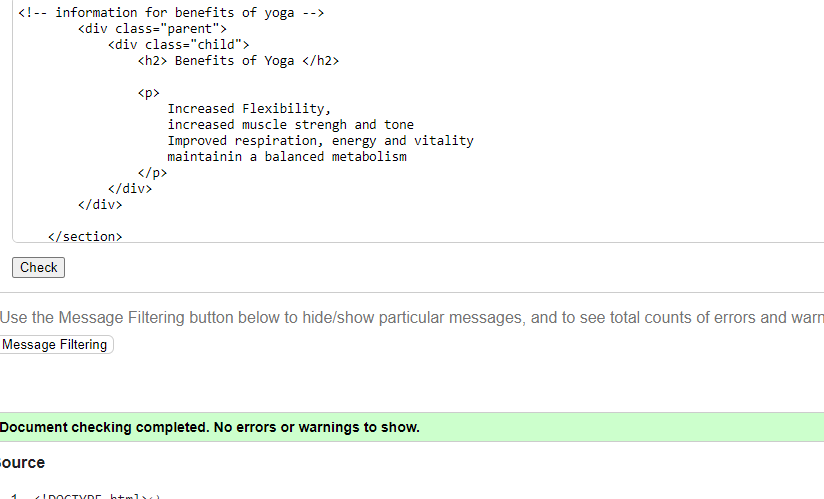 <!-- information for benefits of yoga -->
<div class="parent">
<div class="child">
<h2> Benefits of Yoga </h2>
<p>
Increased Flexibility,
increased muscle strengh and tone
Improved respiration, energy and vitality
maintainin a balanced metabolism
</p>
</div>
</div>
</section>
Check
Use the Message Filtering button below to hide/show particular messages, and to see total counts of errors and warn
Message Filtering
Document checking completed. No errors or warnings to show.
ource
1 <!DOCTYPE html>